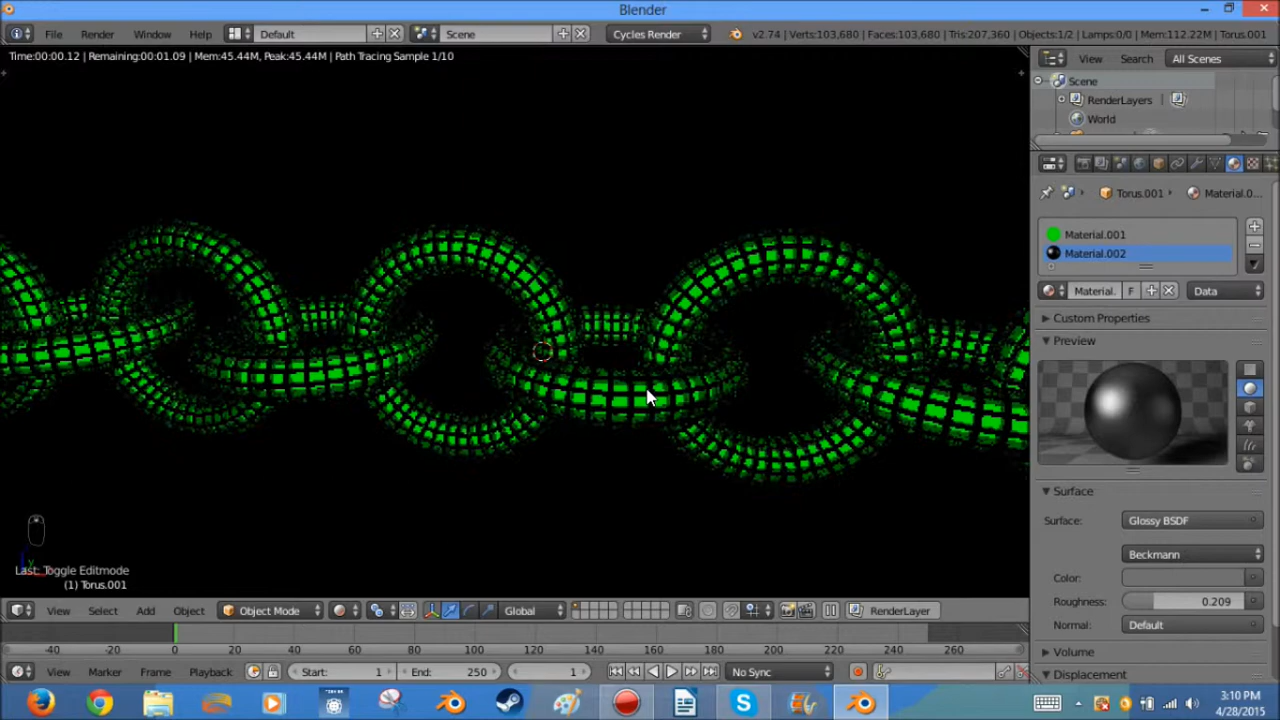 Blender
File Render Window Help Default Scene Cycles Render v2.74 | Verts:103,680 | Faces:103,680 | Tris:207,360 | Objects:1/2 | Lamps:0/0 | Mem:112.22M | Torus.001
Time:00:00.12 | Remaining:00:01.09 | Mem:45.44M, Peak:45.44M | Path Tracing Sample 1/10
View Search All Scenes
Scene
RenderLayers
World
Torus.001 Material.0...
Material.001
Material.002
Material. F Data
Custom Properties
Preview
Surface
Surface: Glossy BSDF
Beckmann
Color:
Roughness: 0.209
Normal: Default
Volume
Displacement
Last: Toggle Editmode
(1) Torus.001
View Select Add Object Object Mode Global RenderLayer
-40 -20 0 20 40 60 80 100 120 140 160 180 200 220 240 260
View Marker Frame Playback Start: 1 End: 250 1 No Sync
3:10 PM
4/28/2015